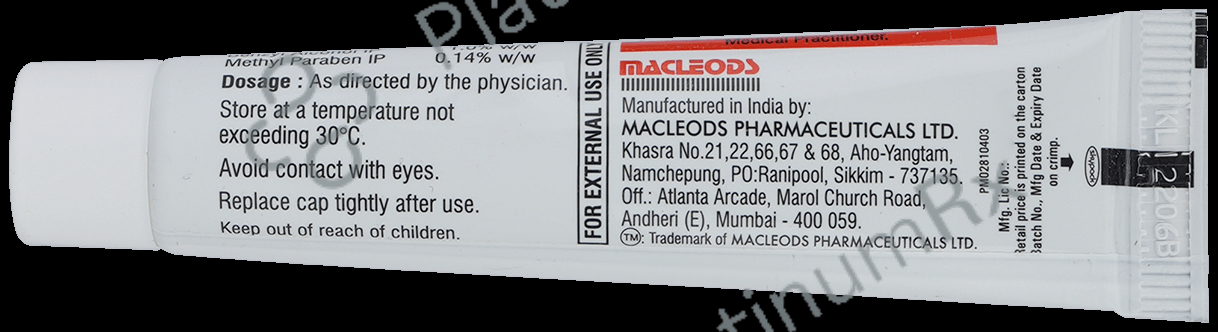 Benzyl Alcohol IP 1.0% w/w
Methyl Paraben IP 0.14% w/w
Dosage : As directed by the physician.
Store at a temperature not
exceeding 30°C.
Avoid contact with eyes.
Replace cap tightly after use.
Keep out of reach of children.
FOR EXTERNAL USE ONLY
Medical Practitioner.
MACLEODS
Manufactured in India by:
MACLEODS PHARMACEUTICALS LTD.
Khasra No.21,22,66,67 & 68, Aho-Yangtam,
Namchepung, PO:Ranipool, Sikkim - 737135.
Off.: Atlanta Arcade, Marol Church Road,
Andheri (E), Mumbai - 400 059.
TM: Trademark of MACLEODS PHARMACEUTICALS LTD.
PM02810403
Mfg. Lic No.:
Retail price is printed on the carton
Batch No., Mfg Date & Expiry Date
on crimp.